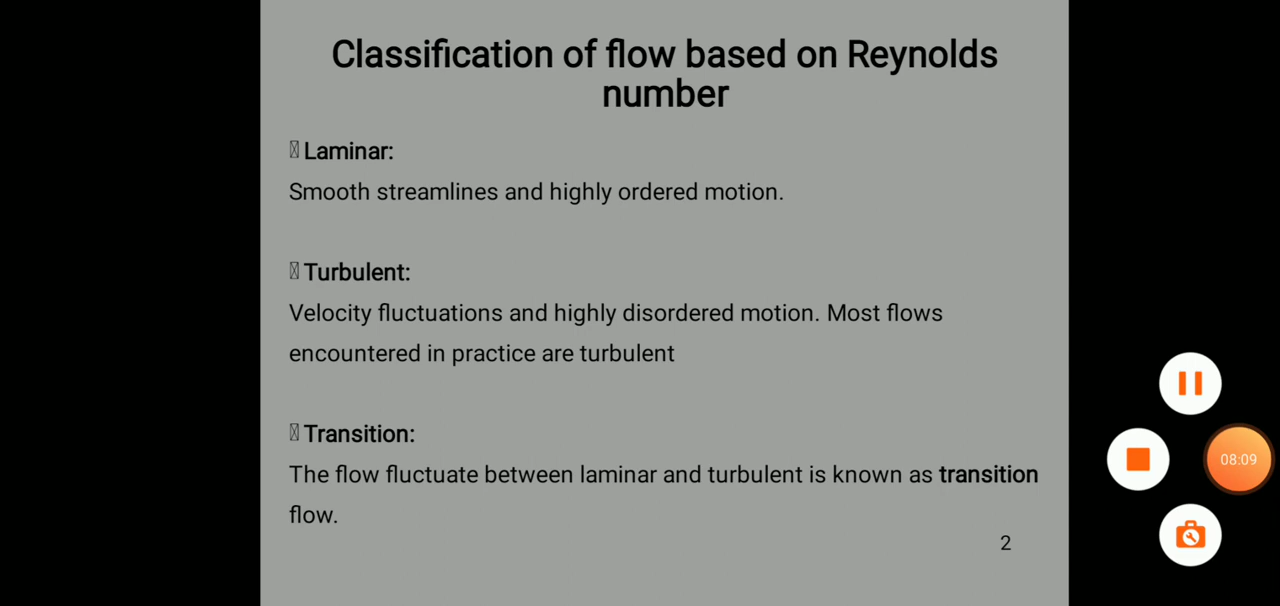 Classification of flow based on Reynolds
number
Laminar:
Smooth streamlines and highly ordered motion.
Turbulent:
Velocity fluctuations and highly disordered motion. Most flows
encountered in practice are turbulent
Transition:
The flow fluctuate between laminar and turbulent is known as transition
flow.
2
08:09